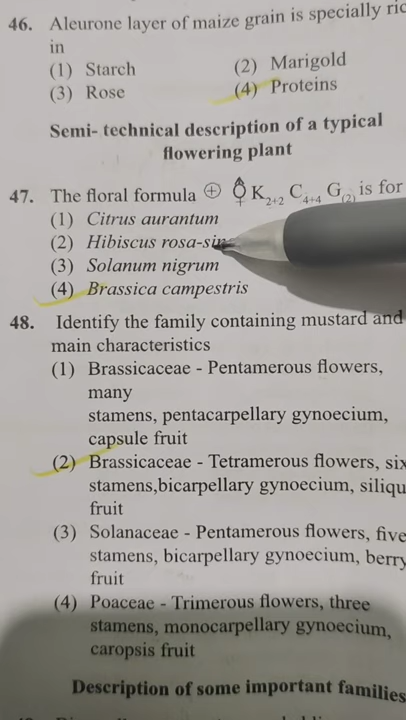 46. Aleurone layer of maize grain is specially ric
in
(1) Starch (2) Marigold
(3) Rose (4) Proteins
Semi- technical description of a typical
flowering plant
47. The floral formula ⊕ ⚥ K₂₊₂ C₄₊₄ G₍₂₎ is for
(1) Citrus aurantum
(2) Hibiscus rosa-sin
(3) Solanum nigrum
(4) Brassica campestris
48. Identify the family containing mustard and
main characteristics
(1) Brassicaceae - Pentamerous flowers,
many
stamens, pentacarpellary gynoecium,
capsule fruit
(2) Brassicaceae - Tetramerous flowers, six
stamens,bicarpellary gynoecium, siliqu
fruit
(3) Solanaceae - Pentamerous flowers, five
stamens, bicarpellary gynoecium, berry
fruit
(4) Poaceae - Trimerous flowers, three
stamens, monocarpellary gynoecium,
caropsis fruit
Description of some important families